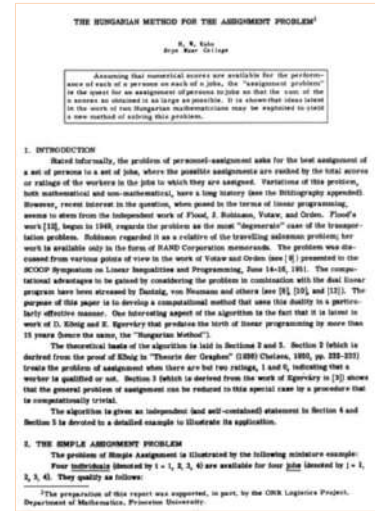 THE HUNGARIAN METHOD FOR THE ASSIGNMENT PROBLEM¹
H. W. Kuhn
Bryn Mawr College
Assuming that numerical scores are available for the perform-
ance of each of n persons on each of n jobs, the "assignment problem"
is the quest for an assignment of persons to jobs so that the sum of the
n scores so obtained is as large as possible. It is shown that ideas latent
in the work of two Hungarian mathematicians may be exploited to yield
a new method of solving this problem.
1. INTRODUCTION
Stated informally, the problem of personnel-assignment asks for the best assignment of
a set of persons to a set of jobs, where the possible assignments are ranked by the total scores
or ratings of the workers in the jobs to which they are assigned. Variations of this problem,
both mathematical and non-mathematical, have a long history (see the Bibliography appended).
However, recent interest in the question, when posed in the terms of linear programming,
seems to stem from the independent work of Flood, J. Robinson, Votaw, and Orden. Flood's
work [12], begun in 1949, regards the problem as the most "degenerate" case of the transpor-
tation problem. Robinson regarded it as a relative of the travelling salesman problem; her
work is available only in the form of RAND Corporation memoranda. The problem was dis-
cussed from various points of view in the work of Votaw and Orden (see [9]) presented to the
SCOOP Symposium on Linear Inequalities and Programming, June 14-16, 1951. The compu-
tational advantages to be gained by considering the problem in combination with the dual linear
program have been stressed by Dantzig, von Neumann and others (see [8], [10], and [12]). The
purpose of this paper is to develop a computational method that uses this duality in a particu-
larly effective manner. One interesting aspect of the algorithm is the fact that it is latent in
work of D. König and E. Egerváry that predates the birth of linear programming by more than
15 years (hence the name, the "Hungarian Method").
The theoretical basis of the algorithm is laid in Sections 2 and 3. Section 2 (which is
derived from the proof of König in "Theorie der Graphen" (1936) Chelsea, 1950, pp. 232-233)
treats the problem of assignment when there are but two ratings, 1 and 0, indicating that a
worker is qualified or not. Section 3 (which is derived from the work of Egerváry in [3]) shows
that the general problem of assignment can be reduced to this special case by a procedure that
is computationally trivial.
The algorithm is given an independent (and self-contained) statement in Section 4 and
Section 5 is devoted to a detailed example to illustrate its application.
2. THE SIMPLE ASSIGNMENT PROBLEM
The problem of Simple Assignment is illustrated by the following miniature example:
Four individuals (denoted by i = 1, 2, 3, 4) are available for four jobs (denoted by j = 1,
2, 3, 4). They qualify as follows:
¹The preparation of this report was supported, in part, by the ONR Logistics Project,
Department of Mathematics, Princeton University.